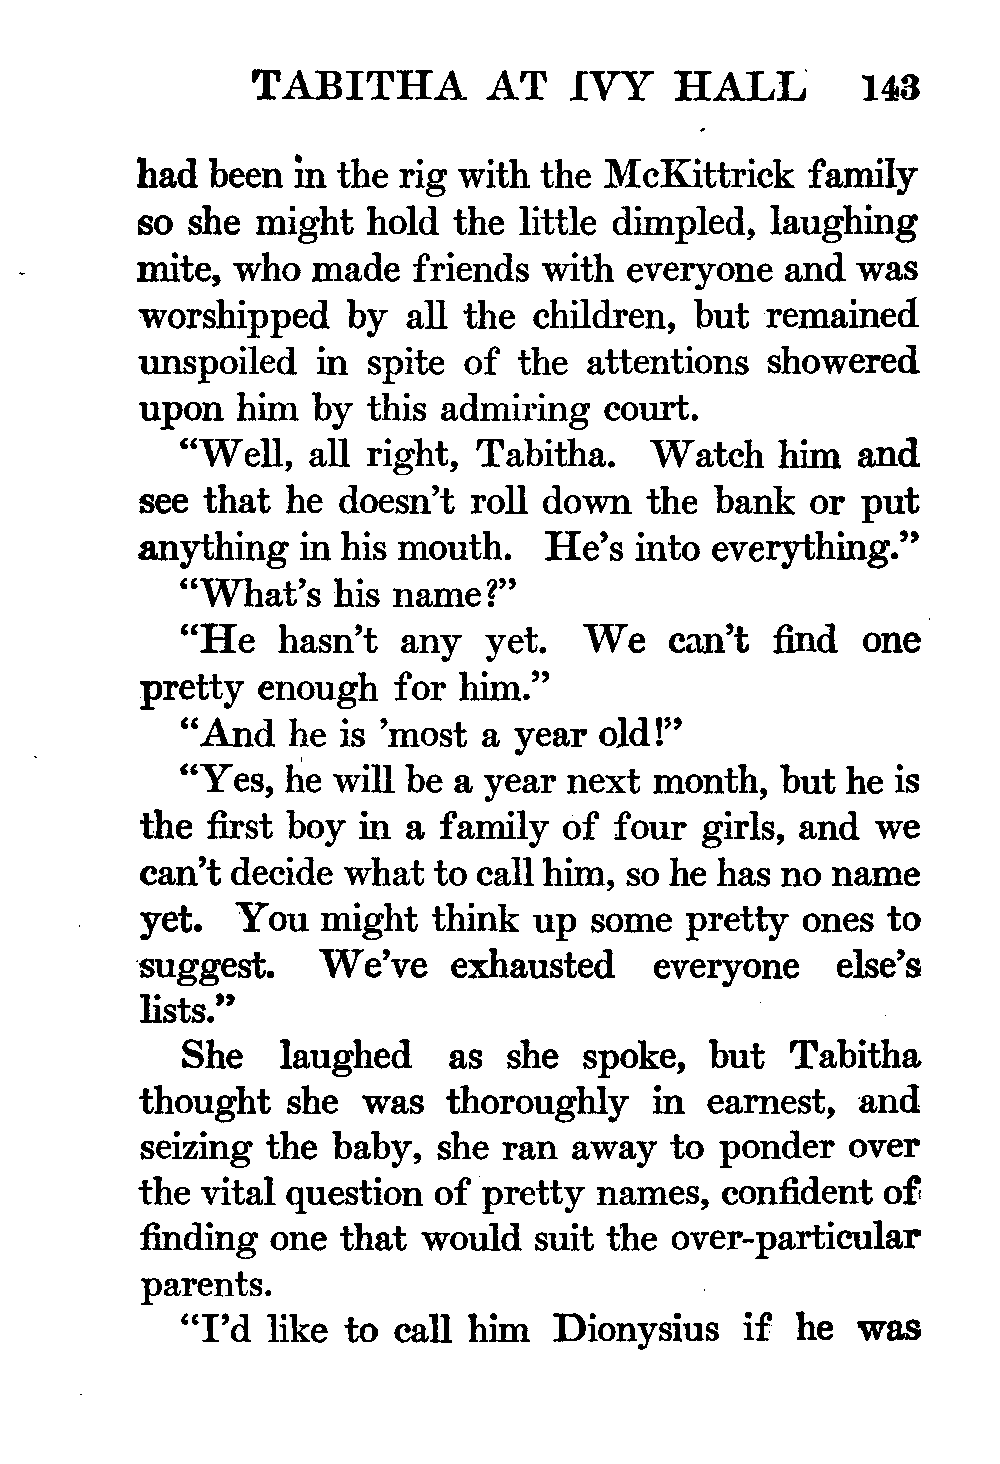 TABITHA AT IVY HALL 143
had been in the rig with the McKittrick family
so she might hold the little dimpled, laughing
mite, who made friends with everyone and was
worshipped by all the children, but remained
unspoiled in spite of the attentions showered
upon him by this admiring court.
“Well, all right, Tabitha. Watch him and
see that he doesn’t roll down the bank or put
anything in his mouth. He’s into everything.”
“What’s his name?”
“He hasn’t any yet. We can’t find one
pretty enough for him.”
“And he is ’most a year old!”
“Yes, he will be a year next month, but he is
the first boy in a family of four girls, and we
can’t decide what to call him, so he has no name
yet. You might think up some pretty ones to
suggest. We’ve exhausted everyone else’s
lists.”
She laughed as she spoke, but Tabitha
thought she was thoroughly in earnest, and
seizing the baby, she ran away to ponder over
the vital question of pretty names, confident of
finding one that would suit the over-particular
parents.
“I’d like to call him Dionysius if he was